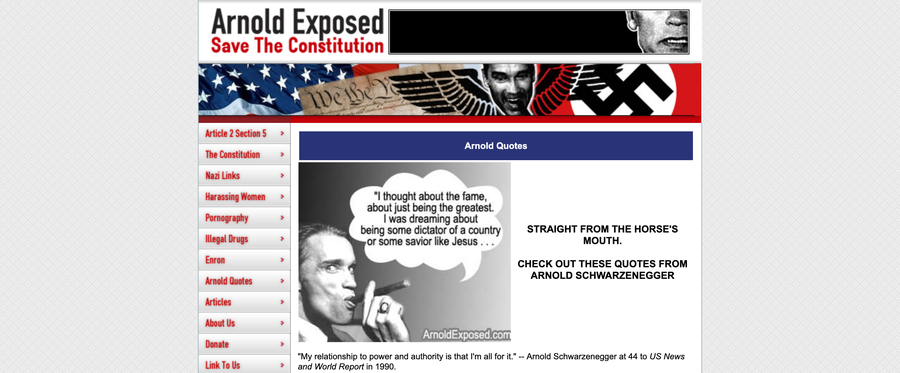 Arnold Exposed
Save The Constitution
We the Pe
Article 2 Section 5 >
The Constitution >
Nazi Links >
Harassing Women >
Pornography >
Illegal Drugs >
Enron >
Arnold Quotes >
Articles >
About Us >
Donate >
Link To Us >
Arnold Quotes
"I thought about the fame,
about just being the greatest.
I was dreaming about
being some dictator of a country
or some savior like Jesus . . .
ArnoldExposed.com
STRAIGHT FROM THE HORSE'S
MOUTH.
CHECK OUT THESE QUOTES FROM
ARNOLD SCHWARZENEGGER
"My relationship to power and authority is that I'm all for it." -- Arnold Schwarzenegger at 44 to US News
and World Report in 1990.